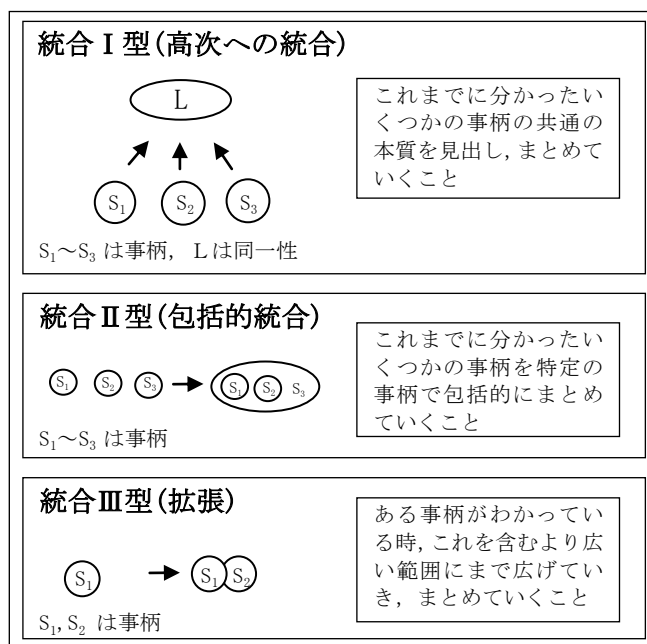 統合Ⅰ型(高次への統合)
L
S₁ S₂ S₃
S₁～S₃ は事柄， Ｌは同一性
これまでに分かったい
くつかの事柄の共通の
本質を見出し，まとめて
いくこと
統合Ⅱ型(包括的統合)
S₁ S₂ S₃ S₁ S₂ S₃
S₁～S₃ は事柄
これまでに分かったい
くつかの事柄を特定の
事柄で包括的にまとめ
ていくこと
統合Ⅲ型(拡張)
S₁ S₁ S₂
S₁,S₂ は事柄
ある事柄がわかってい
る時，これを含むより広
い範囲にまで広げてい
き，まとめていくこと